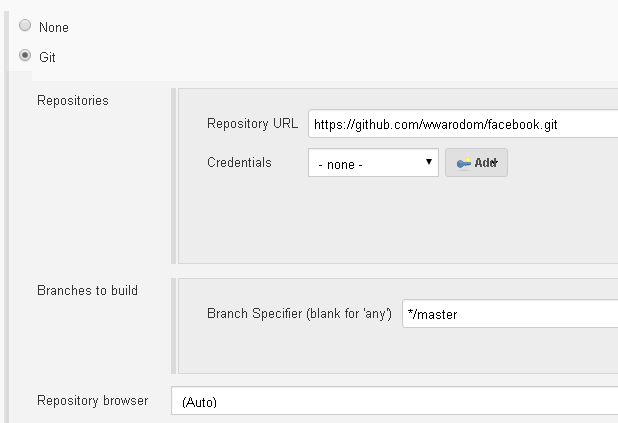 None
Git
Repositories
Repository URL https://github.com/wwarodom/facebook.git
Credentials - none - Add
Branches to build
Branch Specifier (blank for 'any') */master
Repository browser (Auto)